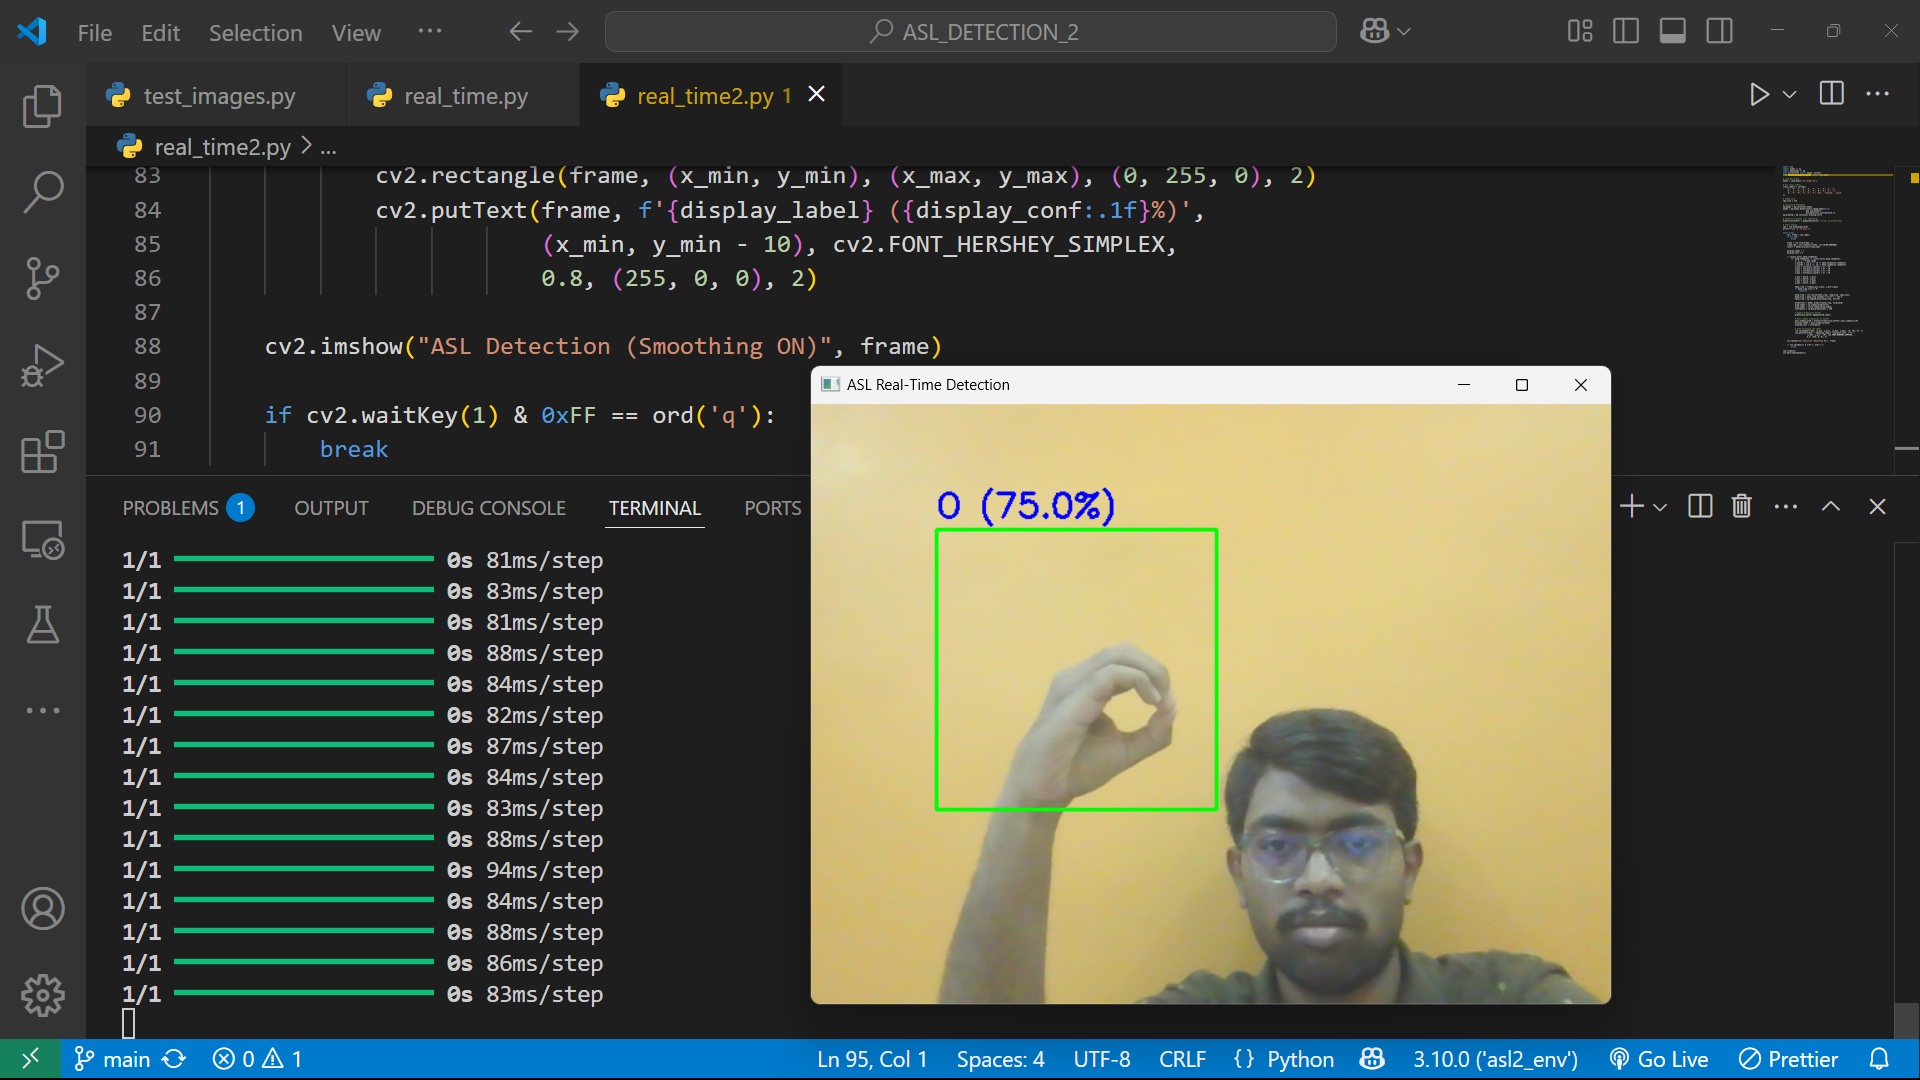 File Edit Selection View ··· ASL_DETECTION_2
test_images.py real_time.py real_time2.py 1
real_time2.py > ...
83 cv2.rectangle(frame, (x_min, y_min), (x_max, y_max), (0, 255, 0), 2)
84 cv2.putText(frame, f'{display_label} ({display_conf:.1f}%)',
85 (x_min, y_min - 10), cv2.FONT_HERSHEY_SIMPLEX,
86 0.8, (255, 0, 0), 2)
87
88 cv2.imshow("ASL Detection (Smoothing ON)", frame)
89
90 if cv2.waitKey(1) & 0xFF == ord('q'):
91 break
PROBLEMS 1 OUTPUT DEBUG CONSOLE TERMINAL PORTS
1/1 0s 81ms/step
1/1 0s 83ms/step
1/1 0s 81ms/step
1/1 0s 88ms/step
1/1 0s 84ms/step
1/1 0s 82ms/step
1/1 0s 87ms/step
1/1 0s 84ms/step
1/1 0s 83ms/step
1/1 0s 88ms/step
1/1 0s 94ms/step
1/1 0s 84ms/step
1/1 0s 88ms/step
1/1 0s 86ms/step
1/1 0s 83ms/step
ASL Real-Time Detection
O (75.0%)
main 0 1 Ln 95, Col 1 Spaces: 4 UTF-8 CRLF {} Python 3.10.0 ('asl2_env') Go Live Prettier